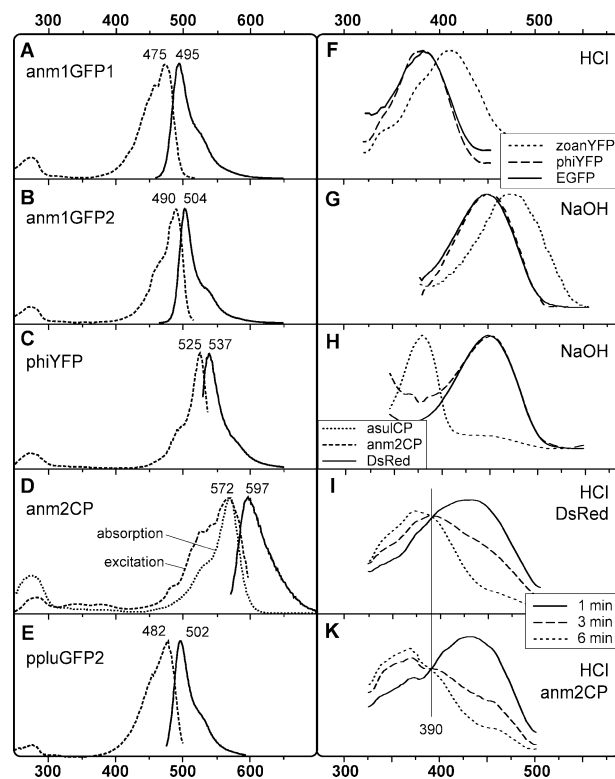 300 400 500 600
300 400 500
A
475 495
anm1GFP1
B
490 504
anm1GFP2
C
525 537
phiYFP
D
572 597
anm2CP
absorption
excitation
E
482 502
ppluGFP2
300 400 500 600
F HCl
zoanYFP
phiYFP
EGFP
G NaOH
H NaOH
asulCP
anm2CP
DsRed
I HCl
DsRed
1 min
3 min
6 min
K HCl
anm2CP
390
300 400 500